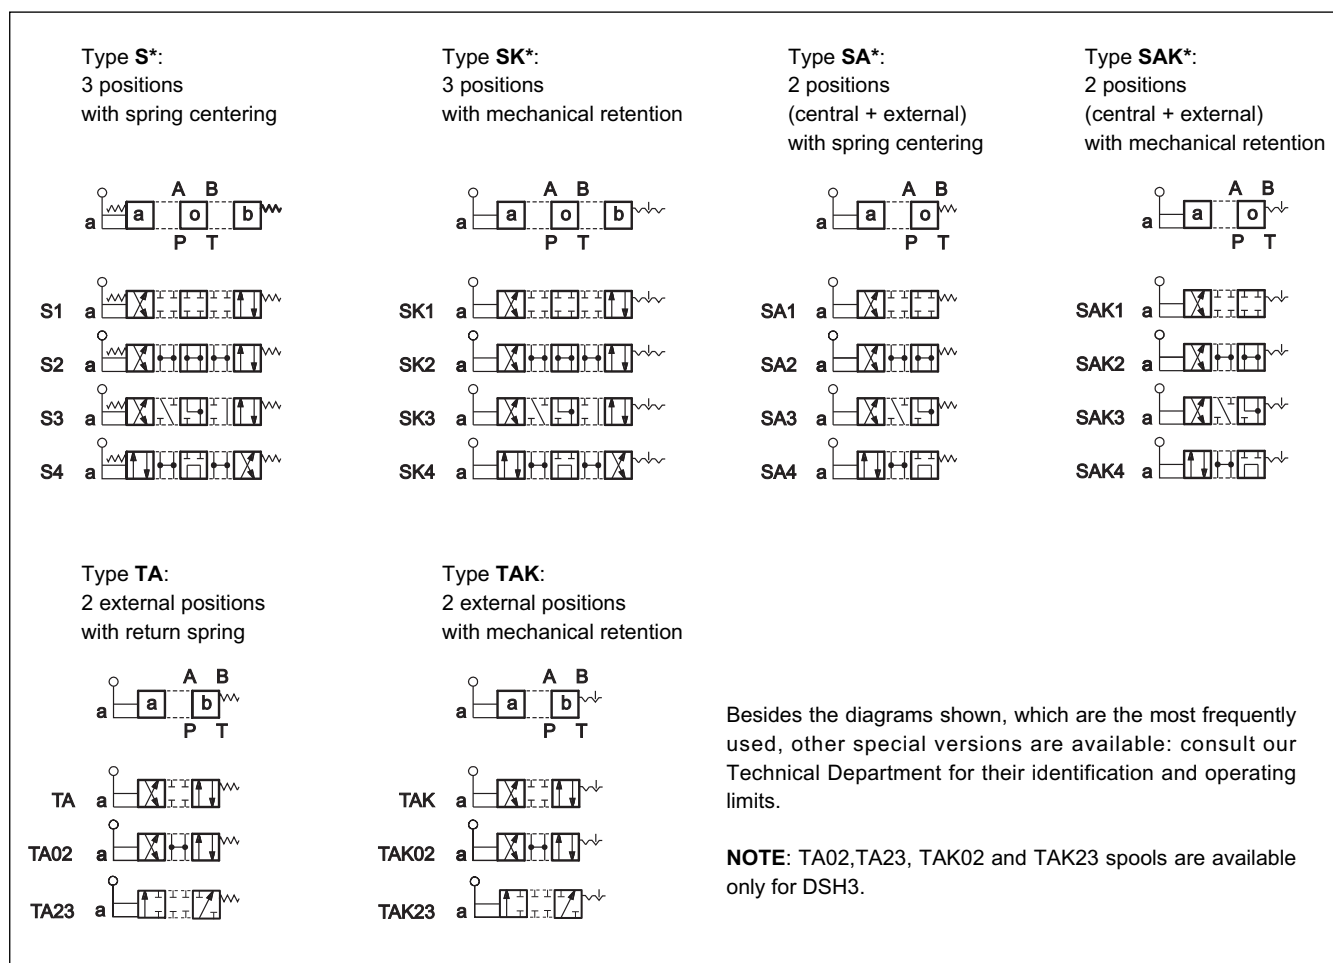 Type S*:
3 positions
with spring centering
A B
a a o b
P T
S1 a
S2 a
S3 a
S4 a
Type SK*:
3 positions
with mechanical retention
A B
a a o b
P T
SK1 a
SK2 a
SK3 a
SK4 a
Type SA*:
2 positions
(central + external)
with spring centering
A B
a a o
P T
SA1 a
SA2 a
SA3 a
SA4 a
Type SAK*:
2 positions
(central + external)
with mechanical retention
A B
a a o
P T
SAK1 a
SAK2 a
SAK3 a
SAK4 a
Type TA:
2 external positions
with return spring
A B
a a b
P T
TA a
TA02 a
TA23 a
Type TAK:
2 external positions
with mechanical retention
A B
a a b
P T
TAK a
TAK02 a
TAK23 a
Besides the diagrams shown, which are the most frequently
used, other special versions are available: consult our
Technical Department for their identification and operating
limits.
NOTE: TA02,TA23, TAK02 and TAK23 spools are available
only for DSH3.